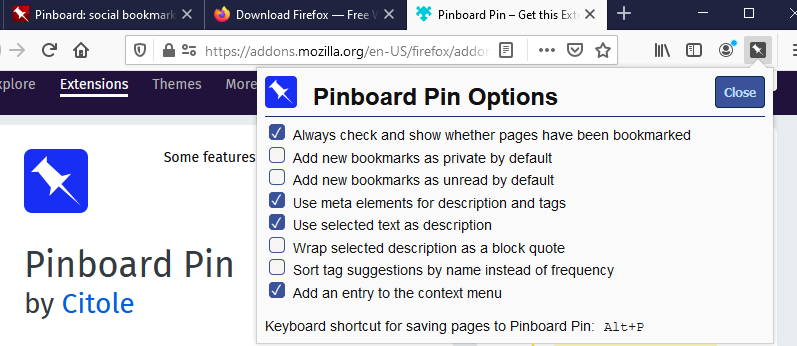 Pinboard: social bookmark
Download Firefox — Free W
Pinboard Pin – Get this Exte
https://addons.mozilla.org/en-US/firefox/addon
xplore
Extensions
Themes
More
Pinboard Pin Options
Close
Always check and show whether pages have been bookmarked
Some features
Add new bookmarks as private by default
Add new bookmarks as unread by default
Use meta elements for description and tags
Use selected text as description
Wrap selected description as a block quote
Sort tag suggestions by name instead of frequency
Add an entry to the context menu
Pinboard Pin
by Citole
Keyboard shortcut for saving pages to Pinboard Pin: Alt+P